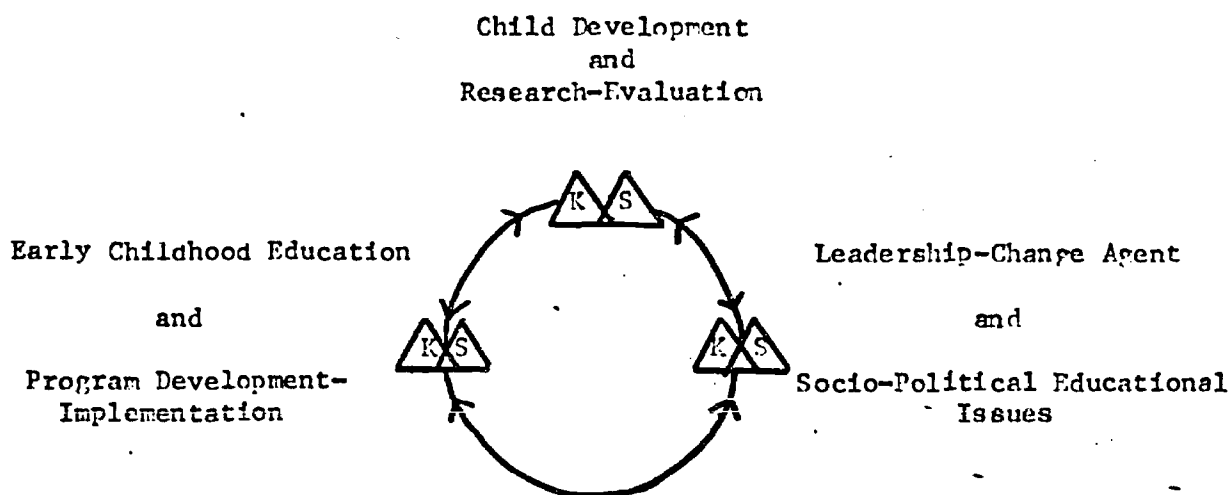 Child Development
and
Research-Evaluation
K S
Early Childhood Education
and
Program Development-
Implementation
K S
Leadership-Change Agent
and
Socio-Political Educational
Issues
K S